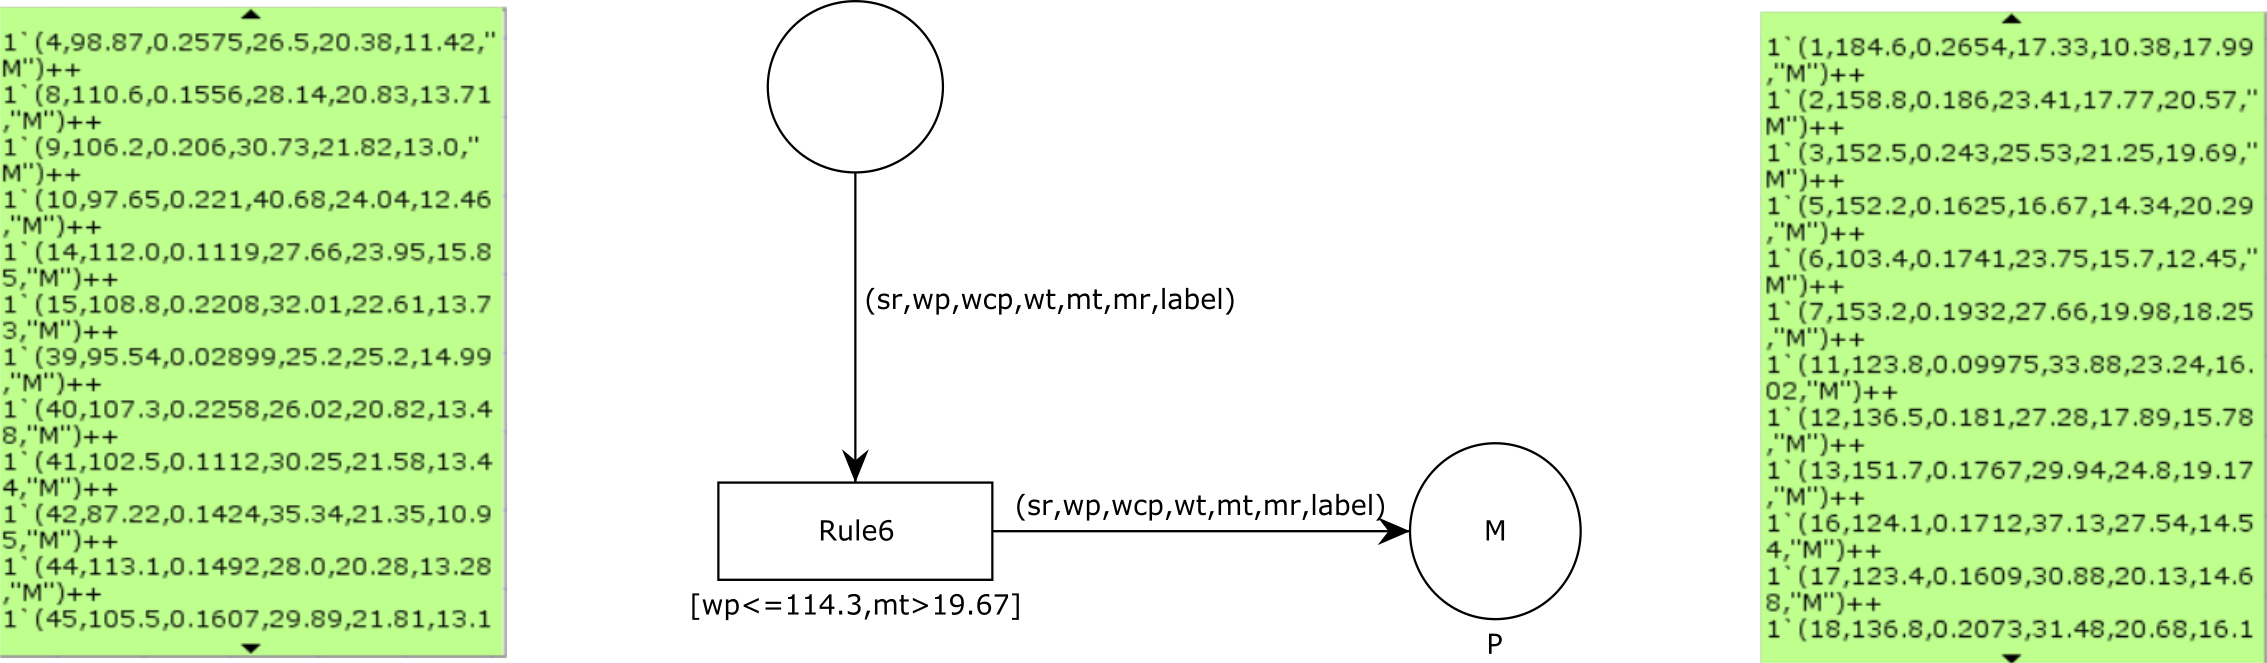 1`(4,98.87,0.2575,26.5,20.38,11.42,"
M")++
1`(8,110.6,0.1556,28.14,20.83,13.71
,"M")++
1`(9,106.2,0.206,30.73,21.82,13.0,"
M")++
1`(10,97.65,0.221,40.68,24.04,12.46
,"M")++
1`(14,112.0,0.1119,27.66,23.95,15.8
5,"M")++
1`(15,108.8,0.2208,32.01,22.61,13.7
3,"M")++
1`(39,95.54,0.02899,25.2,25.2,14.99
,"M")++
1`(40,107.3,0.2258,26.02,20.82,13.4
8,"M")++
1`(41,102.5,0.1112,30.25,21.58,13.4
4,"M")++
1`(42,87.22,0.1424,35.34,21.35,10.9
5,"M")++
1`(44,113.1,0.1492,28.0,20.28,13.28
,"M")++
1`(45,105.5,0.1607,29.89,21.81,13.1
(sr,wp,wcp,wt,mt,mr,label)
Rule6
[wp<=114.3,mt>19.67]
(sr,wp,wcp,wt,mt,mr,label)
M
P
1`(1,184.6,0.2654,17.33,10.38,17.99
,"M")++
1`(2,158.8,0.186,23.41,17.77,20.57,"
M")++
1`(3,152.5,0.243,25.53,21.25,19.69,"
M")++
1`(5,152.2,0.1625,16.67,14.34,20.29
,"M")++
1`(6,103.4,0.1741,23.75,15.7,12.45,"
M")++
1`(7,153.2,0.1932,27.66,19.98,18.25
,"M")++
1`(11,123.8,0.09975,33.88,23.24,16.
02,"M")++
1`(12,136.5,0.181,27.28,17.89,15.78
,"M")++
1`(13,151.7,0.1767,29.94,24.8,19.17
,"M")++
1`(16,124.1,0.1712,37.13,27.54,14.5
4,"M")++
1`(17,123.4,0.1609,30.88,20.13,14.6
8,"M")++
1`(18,136.8,0.2073,31.48,20.68,16.1